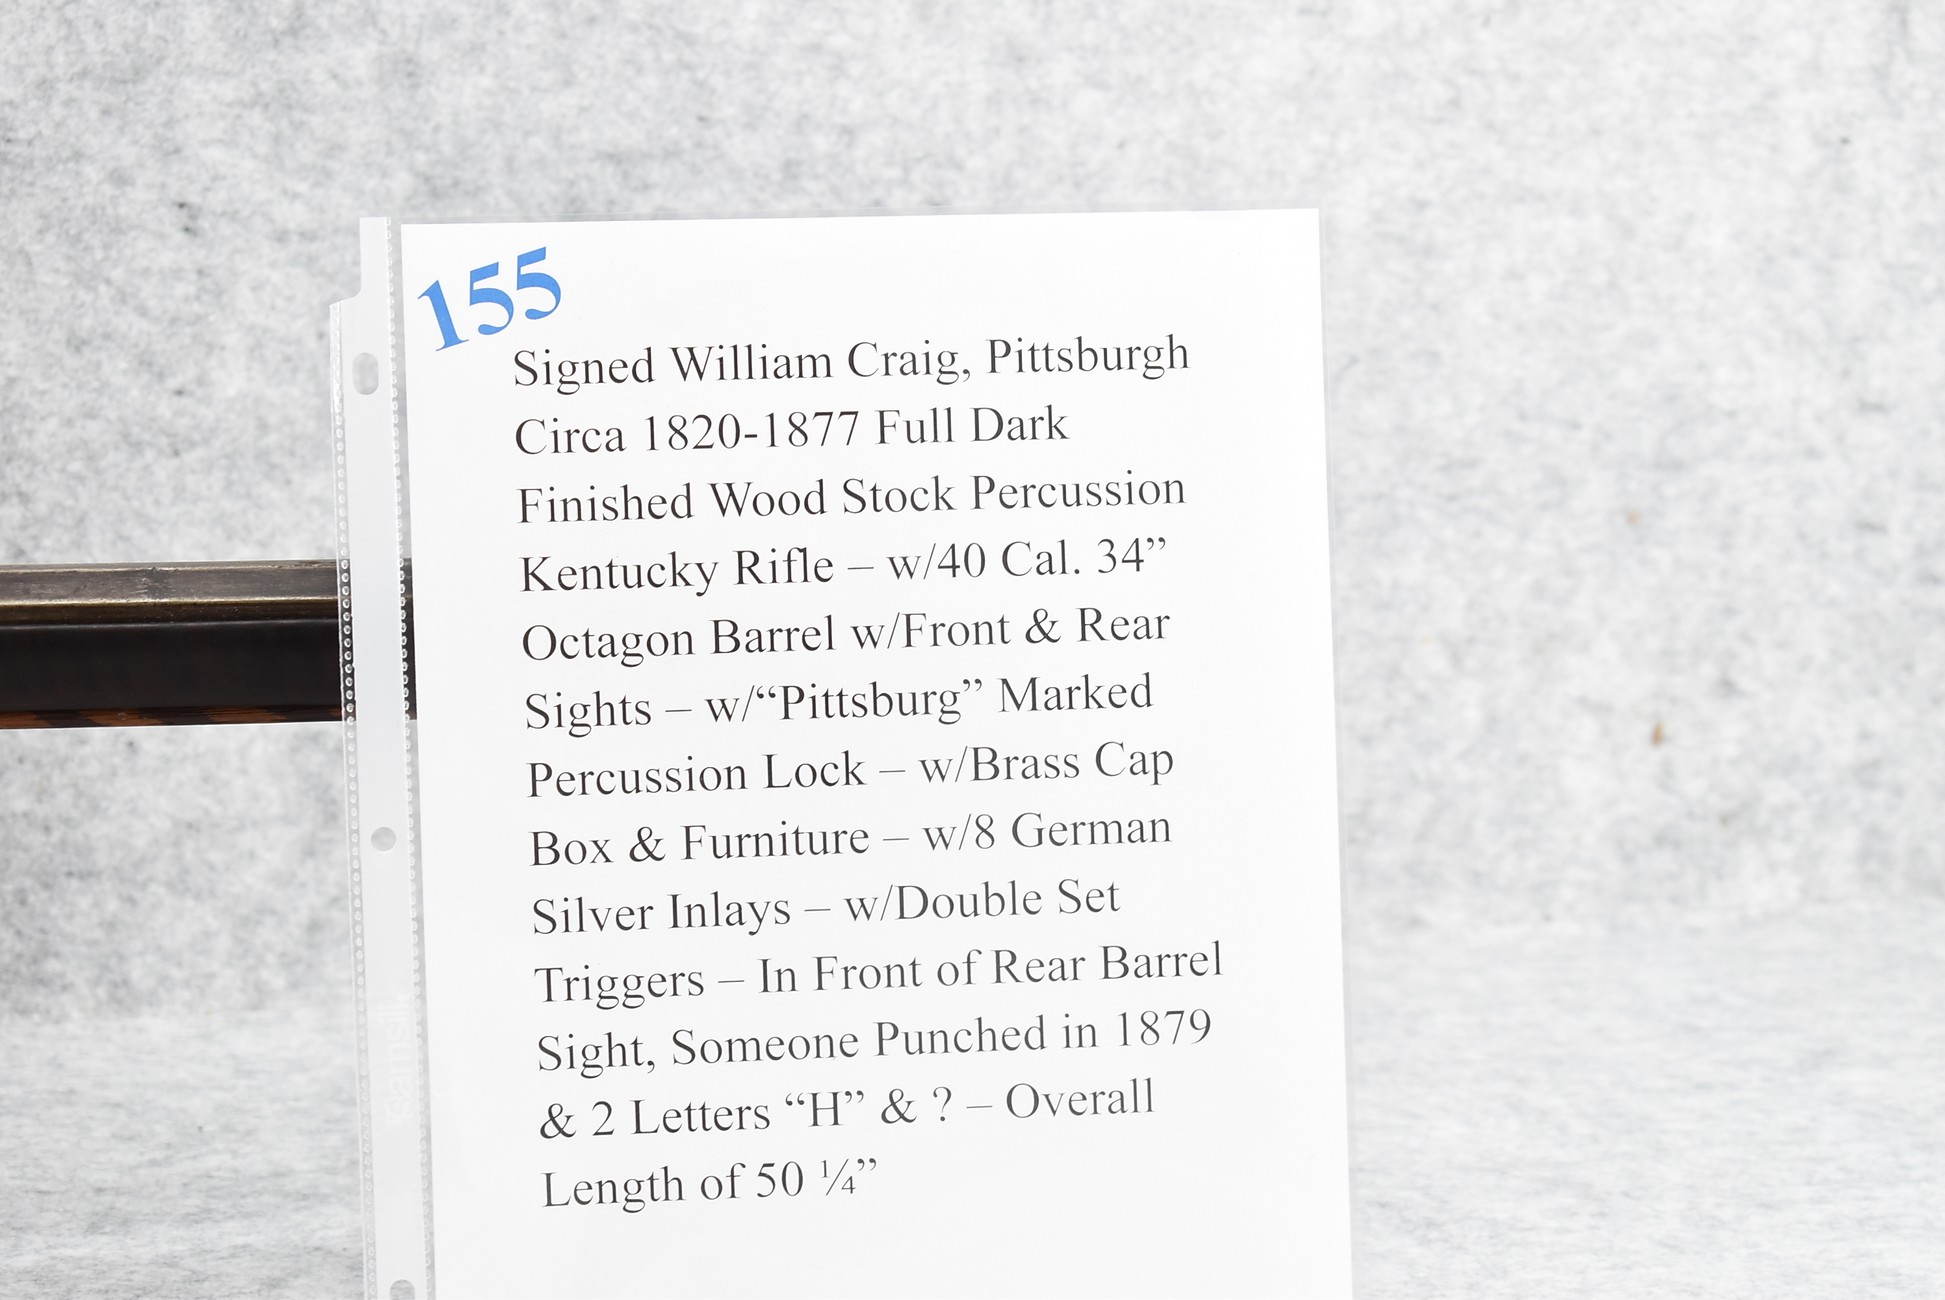 155
Signed William Craig, Pittsburgh
Circa 1820-1877 Full Dark
Finished Wood Stock Percussion
Kentucky Rifle – w/40 Cal. 34”
Octagon Barrel w/Front & Rear
Sights – w/“Pittsburg” Marked
Percussion Lock – w/Brass Cap
Box & Furniture – w/8 German
Silver Inlays – w/Double Set
Triggers – In Front of Rear Barrel
Sight, Someone Punched in 1879
& 2 Letters “H” & ? – Overall
Length of 50 ¼”